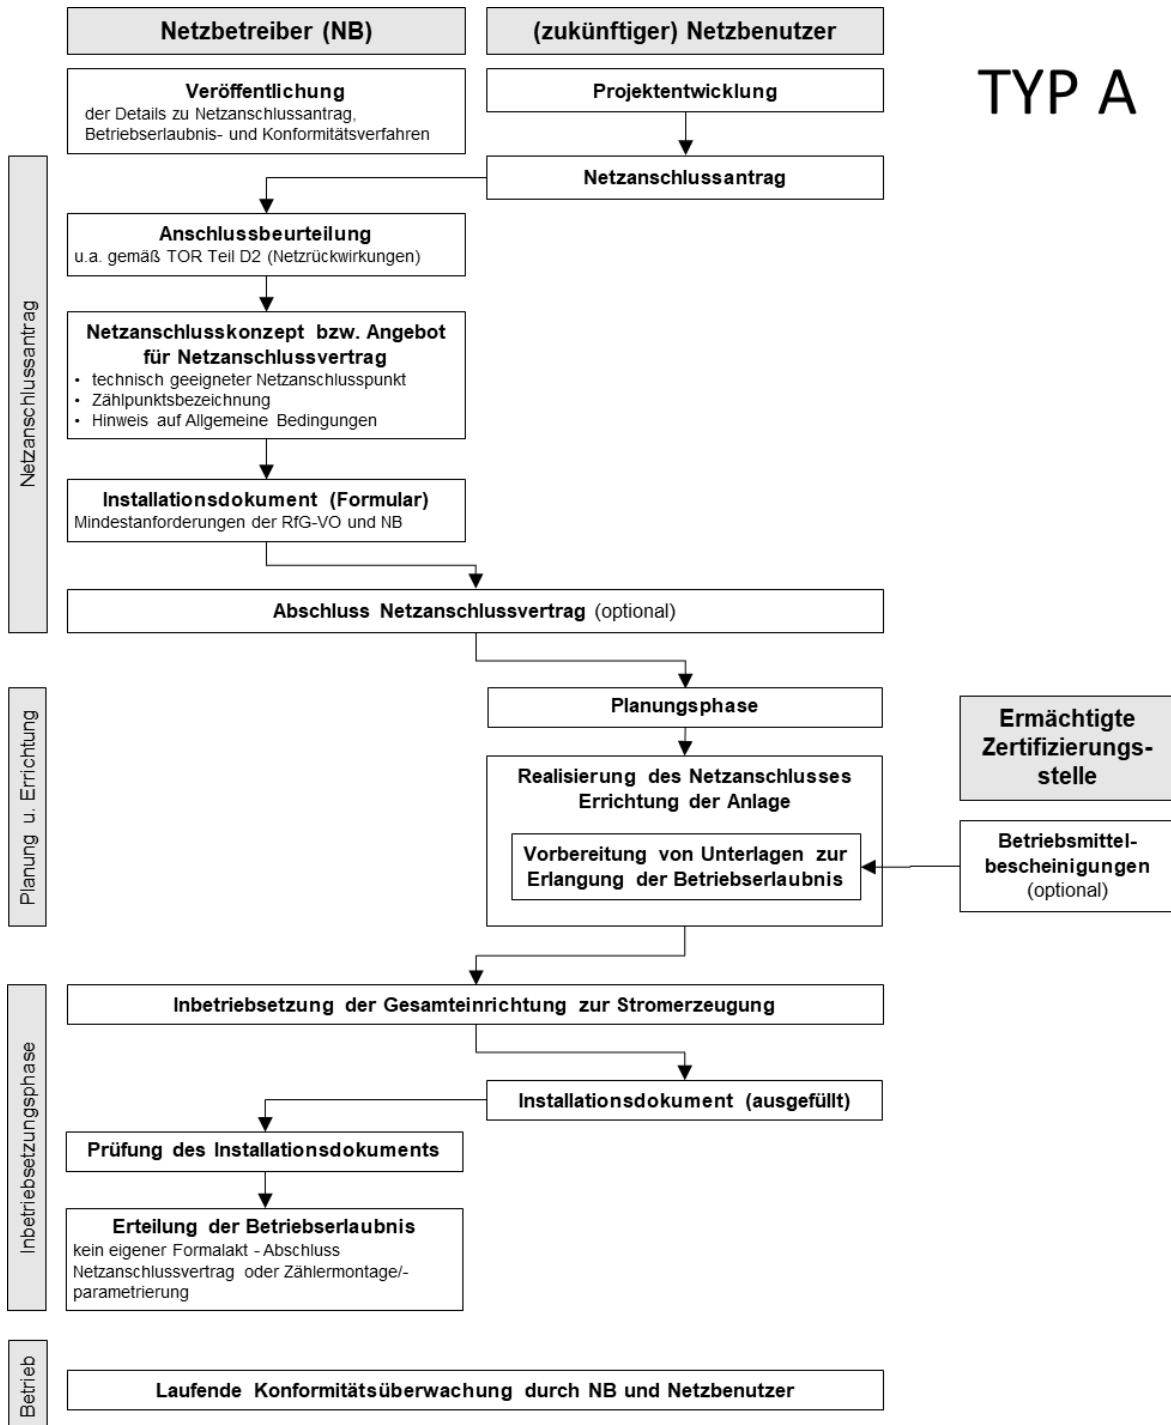 Netzbetreiber (NB)
(zukünftiger) Netzbenutzer
TYP A
Veröffentlichung
der Details zu Netzanschlussantrag,
Betriebserlaubnis- und Konformitätsverfahren
Projektentwicklung
Netzanschlussantrag
Netzanschlussantrag
Anschlussbeurteilung
u.a. gemäß TOR Teil D2 (Netzrückwirkungen)
Netzanschlusskonzept bzw. Angebot
für Netzanschlussvertrag
• technisch geeigneter Netzanschlusspunkt
• Zählpunktsbezeichnung
• Hinweis auf Allgemeine Bedingungen
Installationsdokument (Formular)
Mindestanforderungen der RfG-VO und NB
Abschluss Netzanschlussvertrag (optional)
Planung u. Errichtung
Planungsphase
Realisierung des Netzanschlusses
Errichtung der Anlage
Vorbereitung von Unterlagen zur
Erlangung der Betriebserlaubnis
Ermächtigte
Zertifizierungs-
stelle
Betriebsmittel-
bescheinigungen
(optional)
Inbetriebsetzungsphase
Inbetriebsetzung der Gesamteinrichtung zur Stromerzeugung
Installationsdokument (ausgefüllt)
Prüfung des Installationsdokuments
Erteilung der Betriebserlaubnis
kein eigener Formalakt - Abschluss
Netzanschlussvertrag oder Zählermontage/-
parametrierung
Betrieb
Laufende Konformitätsüberwachung durch NB und Netzbenutzer